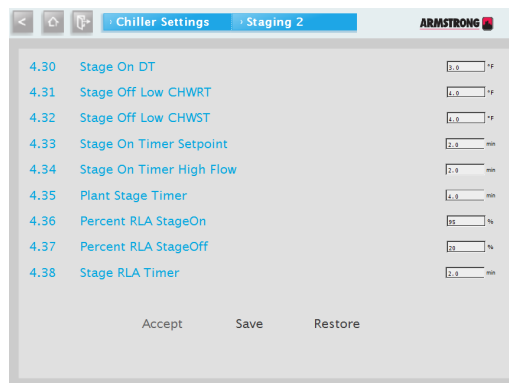 < › Chiller Settings › Staging 2 ARMSTRONG
4.30 Stage On DT 3.0 °F
4.31 Stage Off Low CHWRT 4.0 °F
4.32 Stage Off Low CHWST 4.0 °F
4.33 Stage On Timer Setpoint 2.0 min
4.34 Stage On Timer High Flow 2.0 min
4.35 Plant Stage Timer 4.0 min
4.36 Percent RLA StageOn 95 %
4.37 Percent RLA StageOff 20 %
4.38 Stage RLA Timer 2.0 min
Accept Save Restore